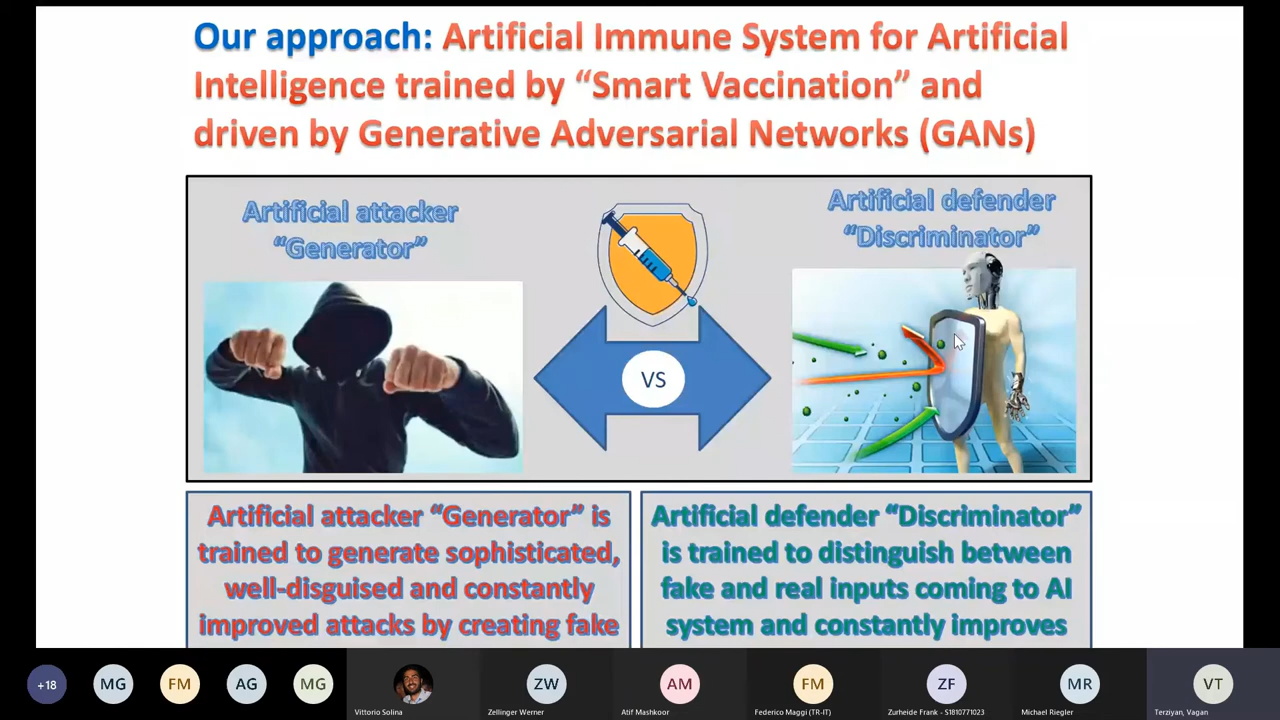 Our approach: Artificial Immune System for Artificial
Intelligence trained by “Smart Vaccination” and
driven by Generative Adversarial Networks (GANs)
Artificial attacker
“Generator”
VS
Artificial defender
“Discriminator”
Artificial attacker “Generator” is
trained to generate sophisticated,
well-disguised and constantly
improved attacks by creating fake
Artificial defender “Discriminator”
is trained to distinguish between
fake and real inputs coming to AI
system and constantly improves
+18
MG
FM
AG
MG
Vittorio Solina
ZW
Zellinger Werner
AM
Atif Mashkoor
FM
Federico Maggi (TR-IT)
ZF
Zurheide Frank - S1810771023
MR
Michael Riegler
VT
Terziyan, Vagan